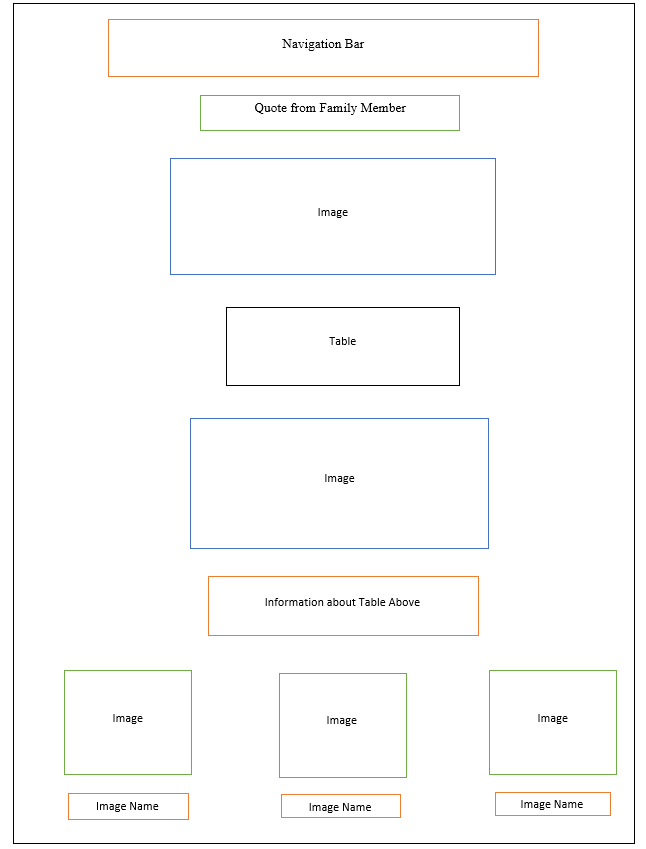 Navigation Bar
Quote from Family Member
Image
Table
Image
Information about Table Above
Image
Image
Image
Image Name
Image Name
Image Name